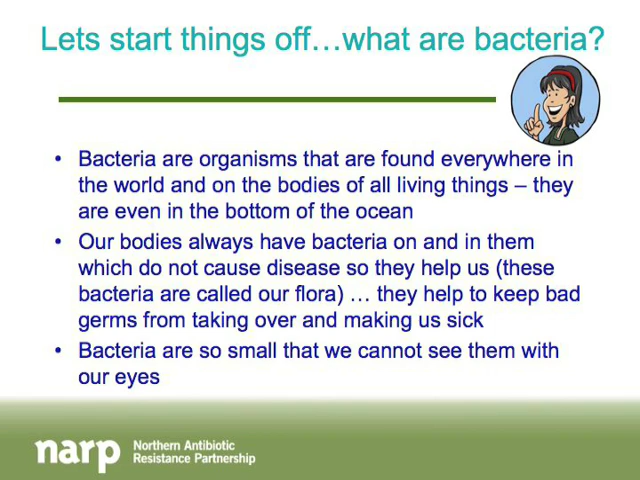 Lets start things off…what are bacteria?
• Bacteria are organisms that are found everywhere in
the world and on the bodies of all living things – they
are even in the bottom of the ocean
• Our bodies always have bacteria on and in them
which do not cause disease so they help us (these
bacteria are called our flora) … they help to keep bad
germs from taking over and making us sick
• Bacteria are so small that we cannot see them with
our eyes
narp
Northern Antibiotic
Resistance Partnership